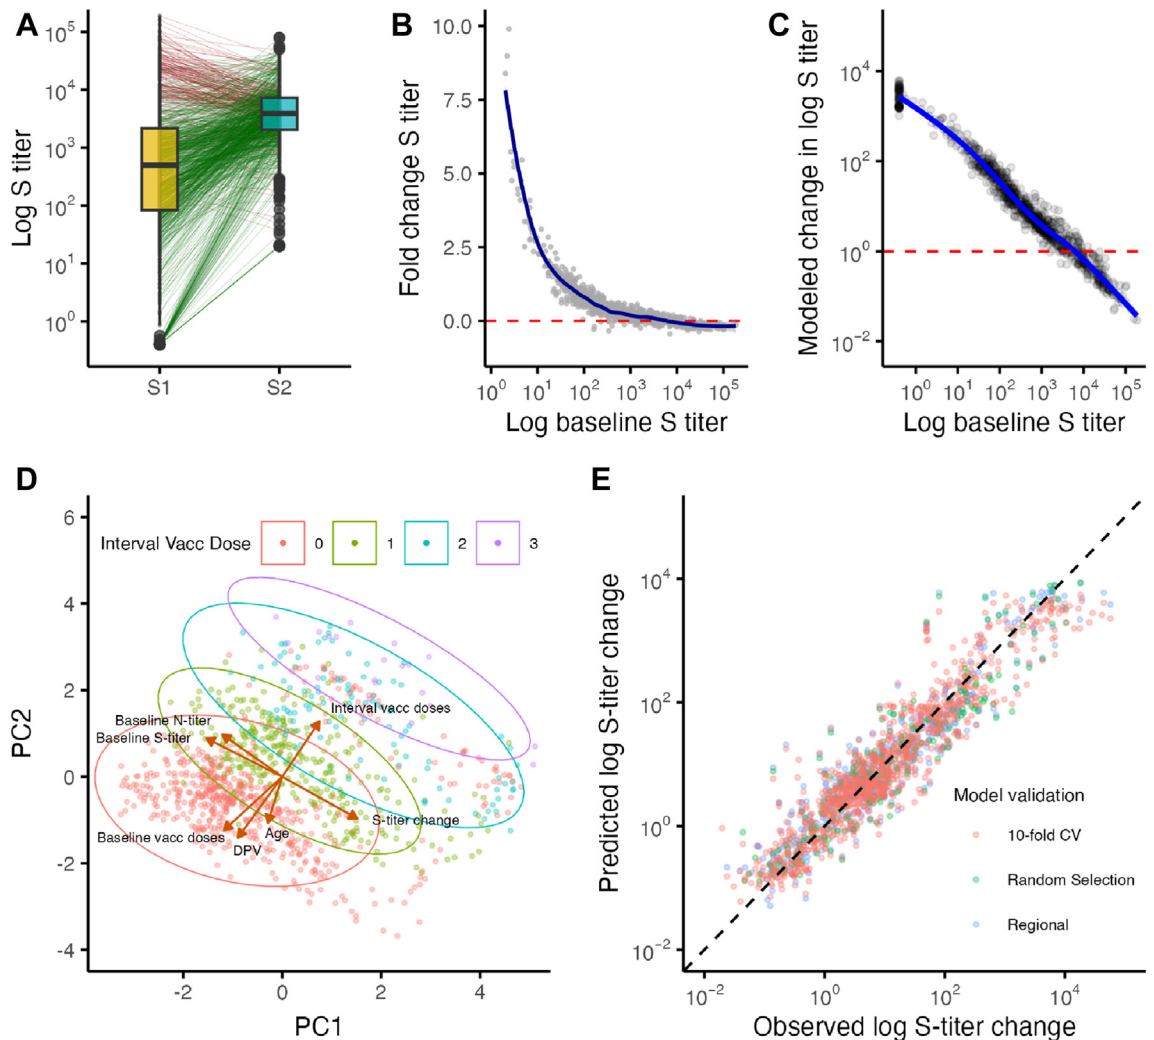 A
Log S titer
10^5
10^4
10^3
10^2
10^1
10^0
S1
S2
B
Fold change S titer
10.0
7.5
5.0
2.5
0.0
10^0
10^1
10^2
10^3
10^4
10^5
Log baseline S titer
C
Modeled change in log S titer
10^4
10^2
10^0
10^−2
10^0
10^1
10^2
10^3
10^4
10^5
Log baseline S titer
D
PC2
6
4
2
0
-2
-4
Interval Vacc Dose
0
1
2
3
Interval vacc doses
Baseline N-titer
Baseline S-titer
S-titer change
Baseline vacc doses
Age
DPV
-2
0
2
4
PC1
E
Predicted log S-titer change
10^4
10^2
10^0
10^−2
Model validation
10-fold CV
Random Selection
Regional
10^−2
10^0
10^2
10^4
Observed log S-titer change